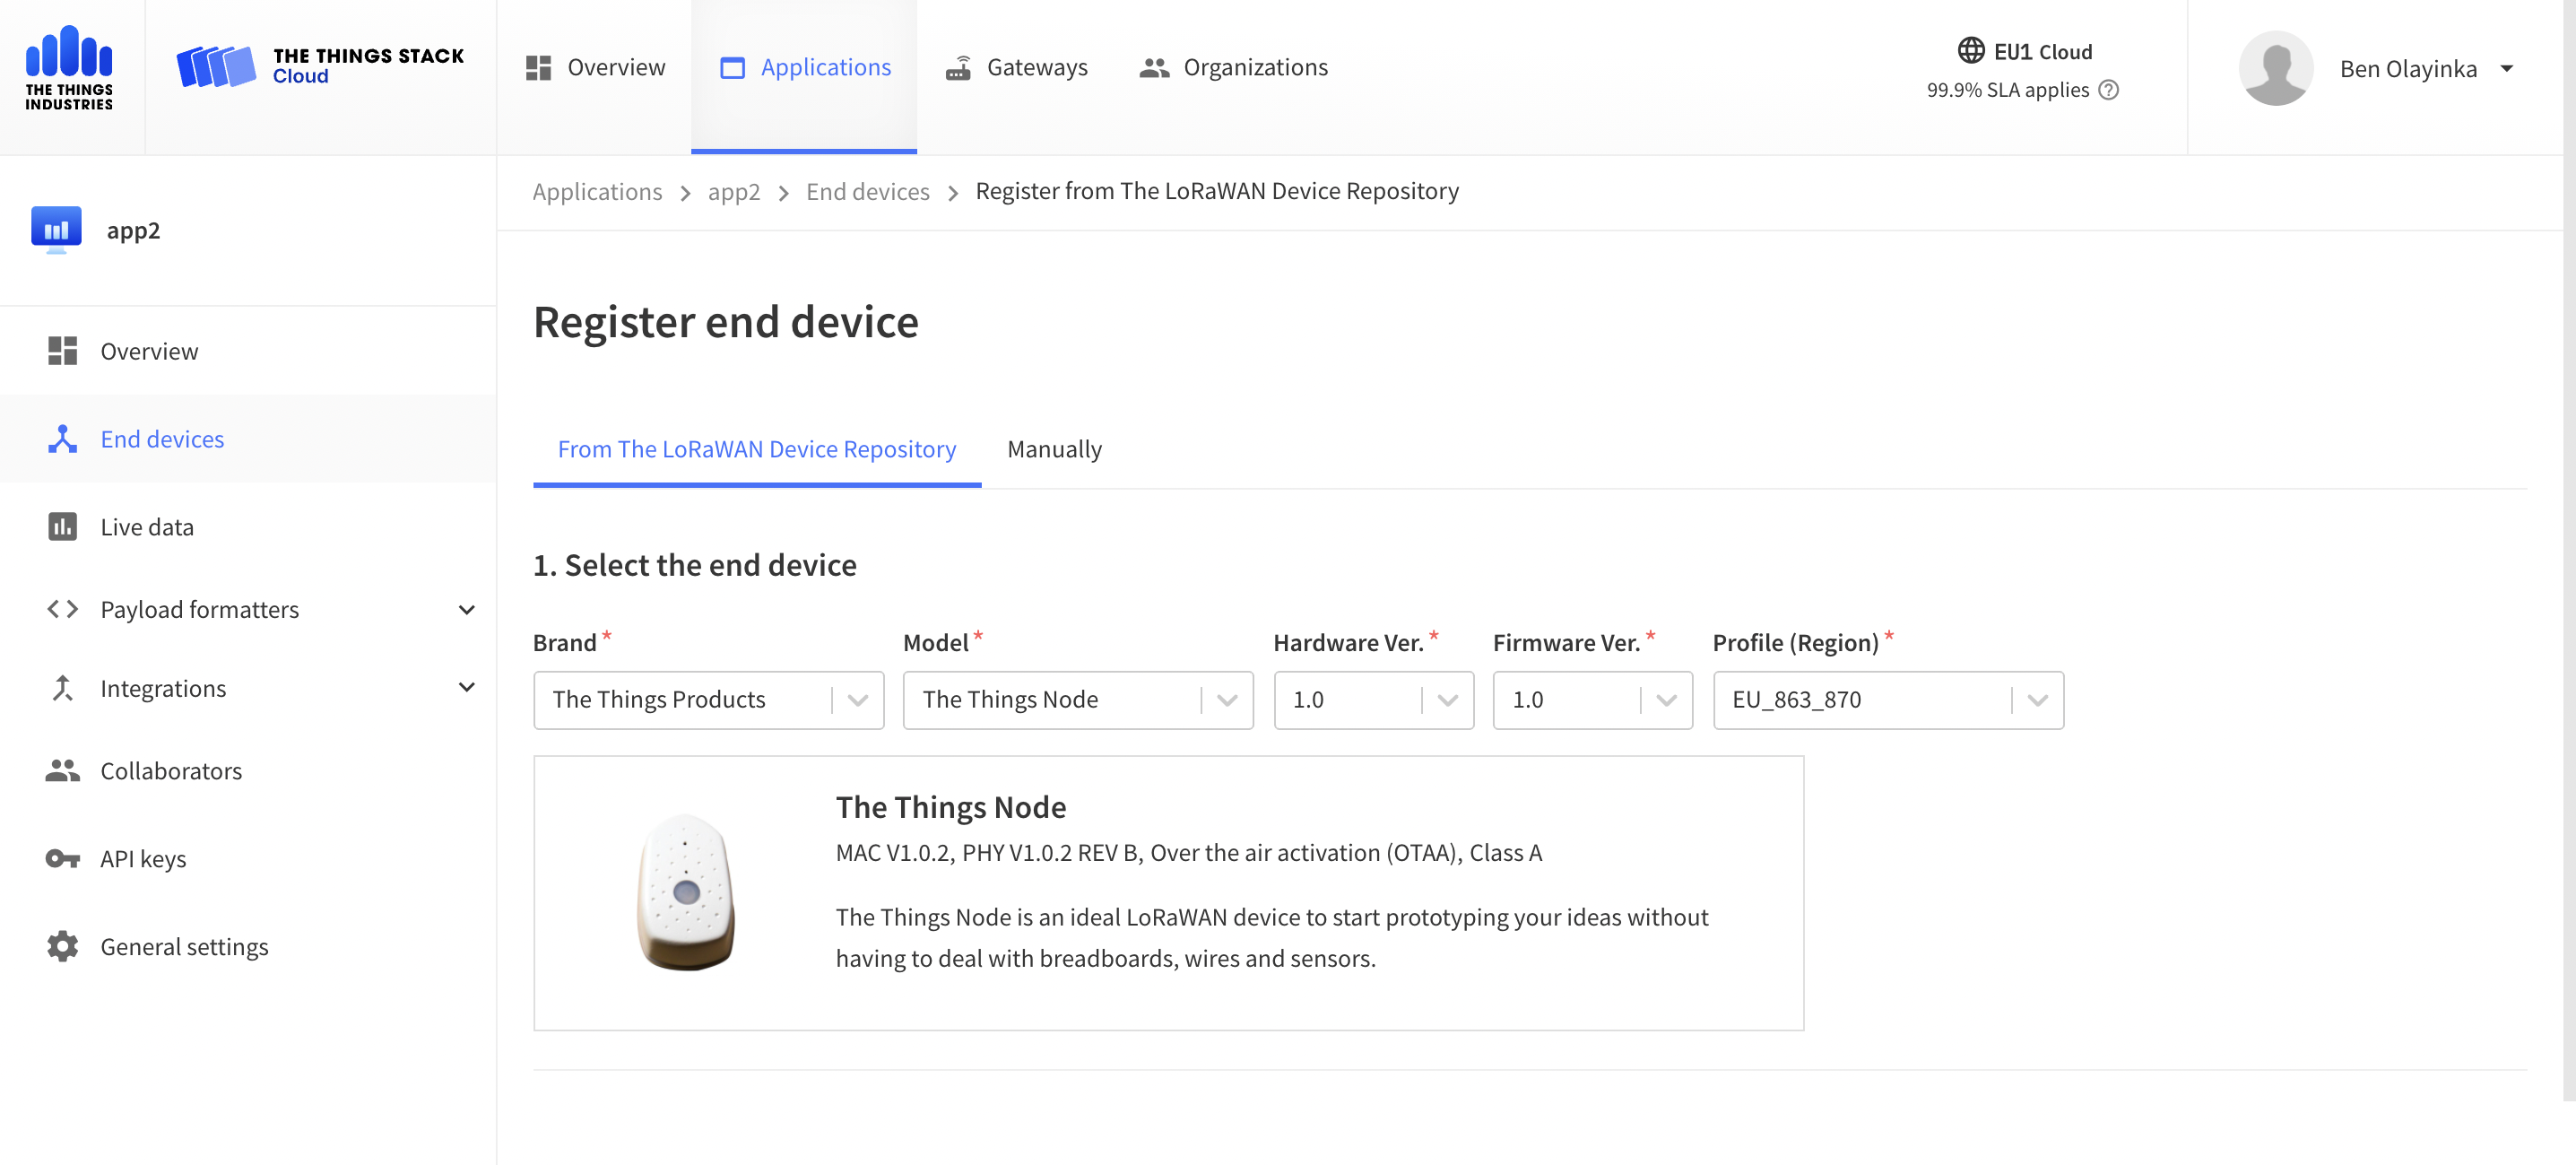 THE THINGS
INDUSTRIES
THE THINGS STACK
Cloud
Overview
Applications
Gateways
Organizations
EU1 Cloud
99.9% SLA applies
Ben Olayinka
app2
Overview
End devices
Live data
Payload formatters
Integrations
Collaborators
API keys
General settings
Applications > app2 > End devices > Register from The LoRaWAN Device Repository
Register end device
From The LoRaWAN Device Repository
Manually
1. Select the end device
Brand *
Model *
Hardware Ver. *
Firmware Ver. *
Profile (Region) *
The Things Products
The Things Node
1.0
1.0
EU_863_870
The Things Node
MAC V1.0.2, PHY V1.0.2 REV B, Over the air activation (OTAA), Class A
The Things Node is an ideal LoRaWAN device to start prototyping your ideas without
having to deal with breadboards, wires and sensors.